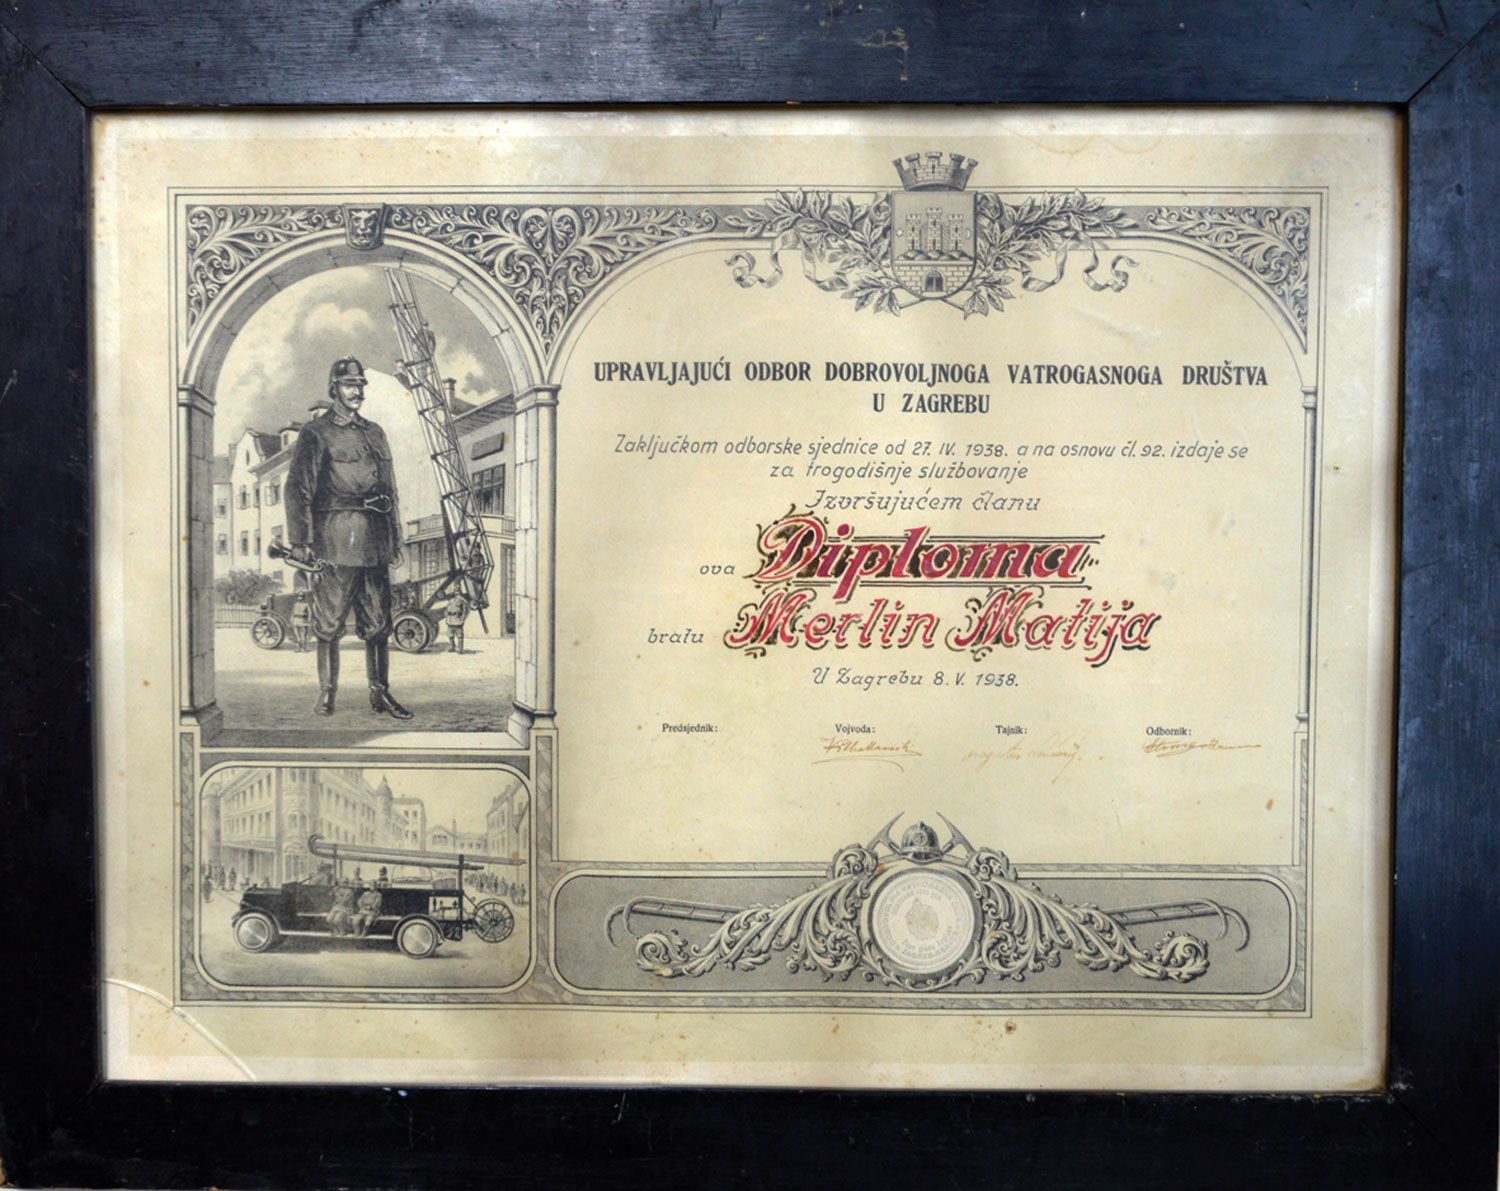 UPRAVLJAJUĆI ODBOR DOBROVOLJNOGA VATROGASNOGA DRUŠTVA
U ZAGREBU
Zaključkom odborske sjednice od 27. IV. 1938. a na osnovu čl. 92. izdaje se
za trogodišnje službovanje
Izvršujućem članu
ova Diploma
bratu Merlin Matija
U Zagrebu 8. V. 1938.
Predsjednik: Vojvoda: Tajnik: Odbornik: